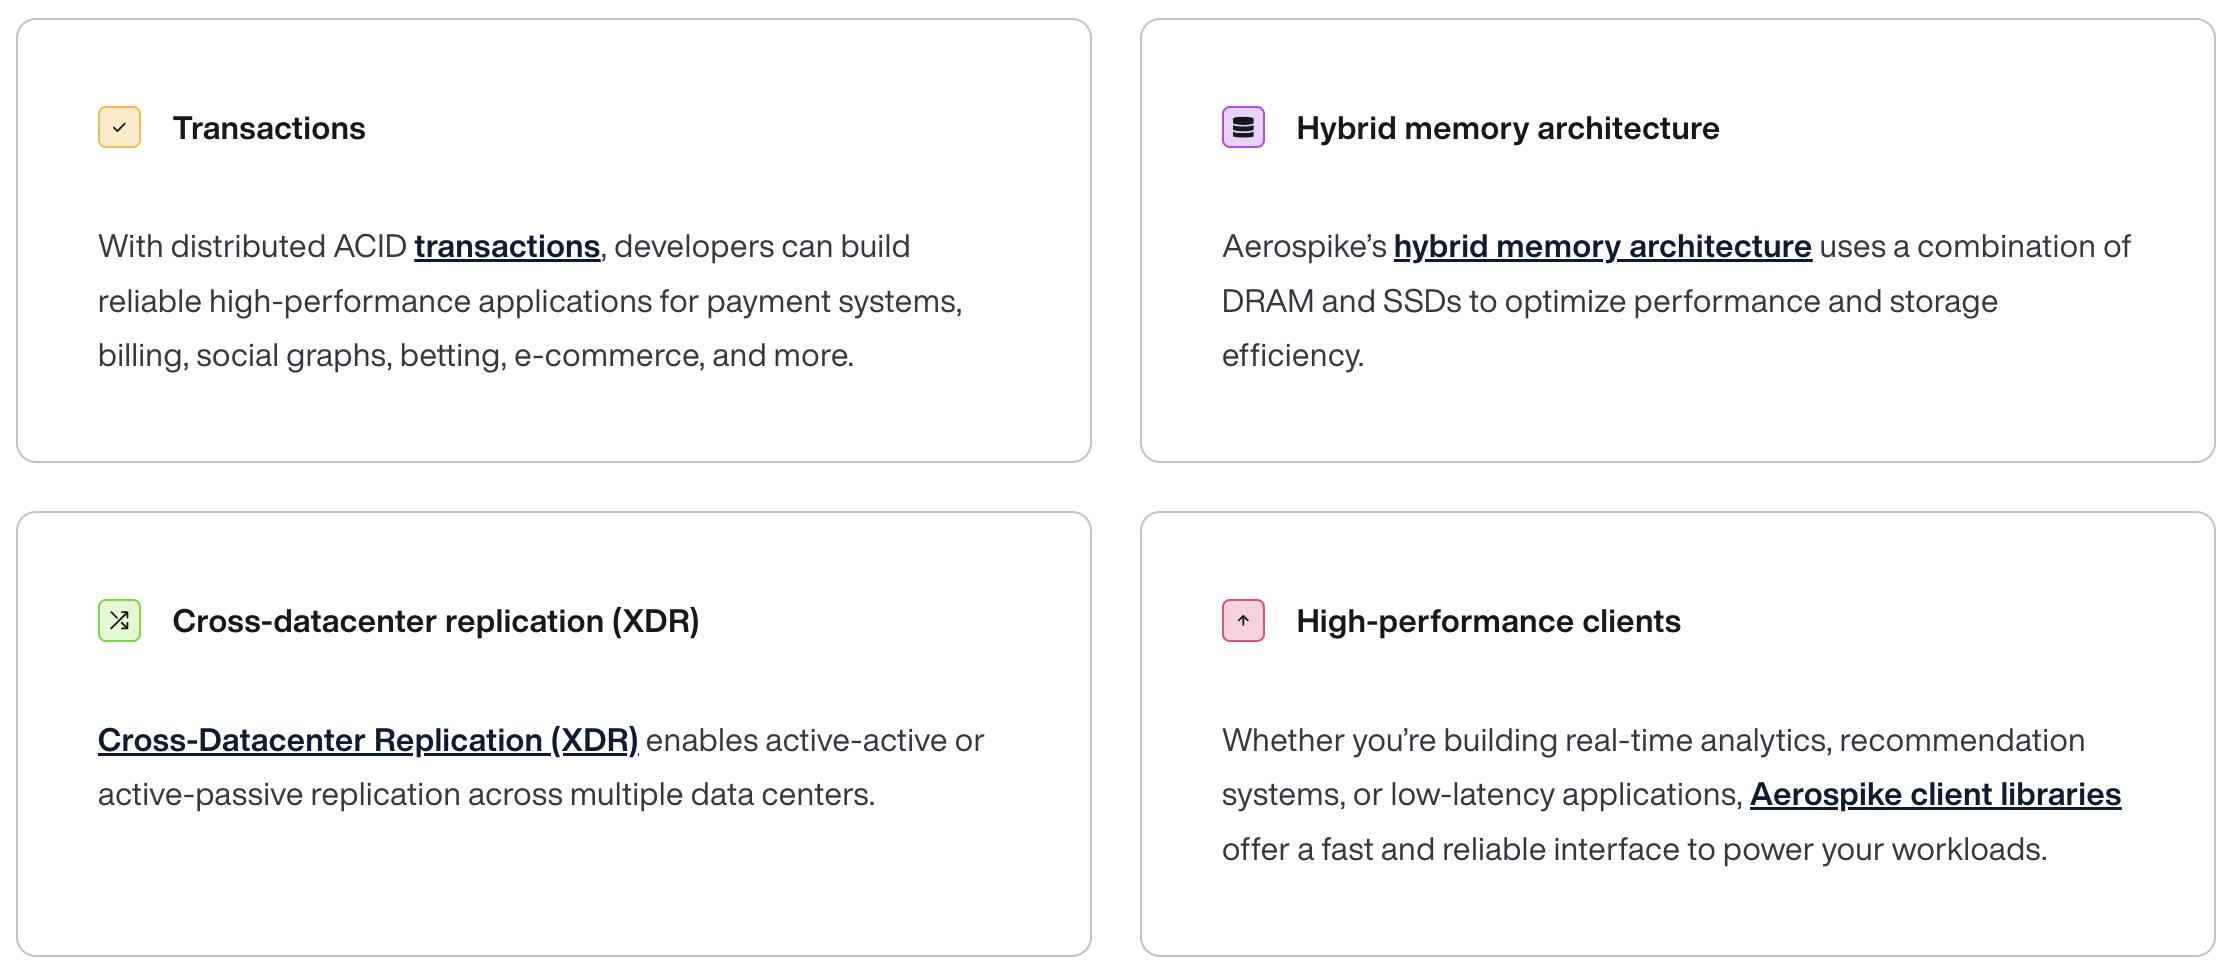 Transactions
With distributed ACID transactions, developers can build
reliable high-performance applications for payment systems,
billing, social graphs, betting, e-commerce, and more.
Hybrid memory architecture
Aerospike’s hybrid memory architecture uses a combination of
DRAM and SSDs to optimize performance and storage
efficiency.
Cross-datacenter replication (XDR)
Cross-Datacenter Replication (XDR) enables active-active or
active-passive replication across multiple data centers.
High-performance clients
Whether you’re building real-time analytics, recommendation
systems, or low-latency applications, Aerospike client libraries
offer a fast and reliable interface to power your workloads.